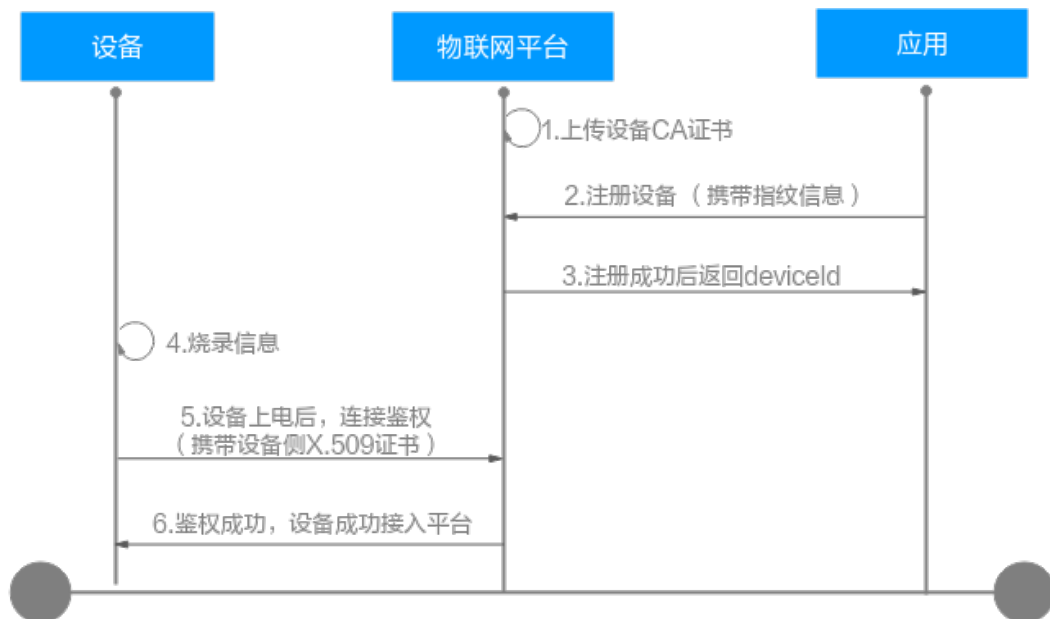 设备
物联网平台
应用
1.上传设备CA证书
2.注册设备 （携带指纹信息）
3.注册成功后返回deviceId
4.烧录信息
5.设备上电后，连接鉴权
（携带设备侧X.509证书）
6.鉴权成功，设备成功接入平台